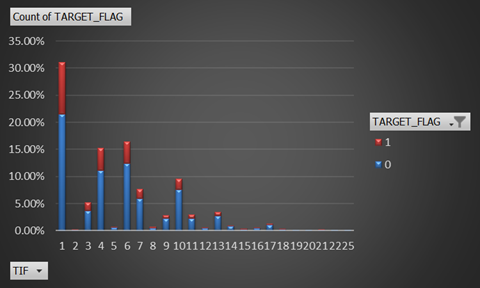 Count of TARGET_FLAG
35.00%
30.00%
25.00%
20.00%
15.00%
10.00%
5.00%
0.00%
1 2 3 4 5 6 7 8 9 10 11 12 13 14 15 16 17 18 19 20 21 22 25
TARGET_FLAG
1
0
TIF